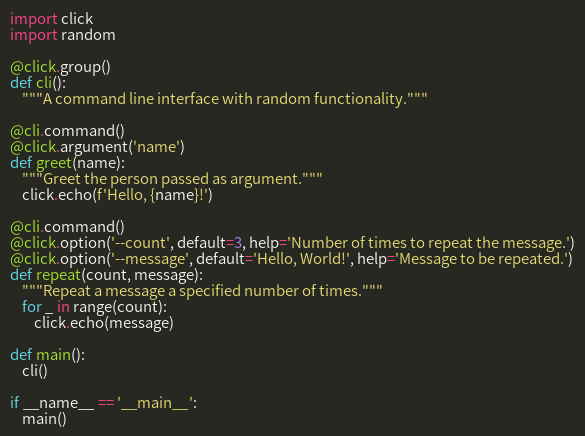 import click
import random

@click.group()
def cli():
    """A command line interface with random functionality."""

@cli.command()
@click.argument('name')
def greet(name):
    """Greet the person passed as argument."""
    click.echo(f'Hello, {name}!')

@cli.command()
@click.option('--count', default=3, help='Number of times to repeat the message.')
@click.option('--message', default='Hello, World!', help='Message to be repeated.')
def repeat(count, message):
    """Repeat a message a specified number of times."""
    for _ in range(count):
        click.echo(message)

def main():
    cli()

if __name__ == '__main__':
    main()